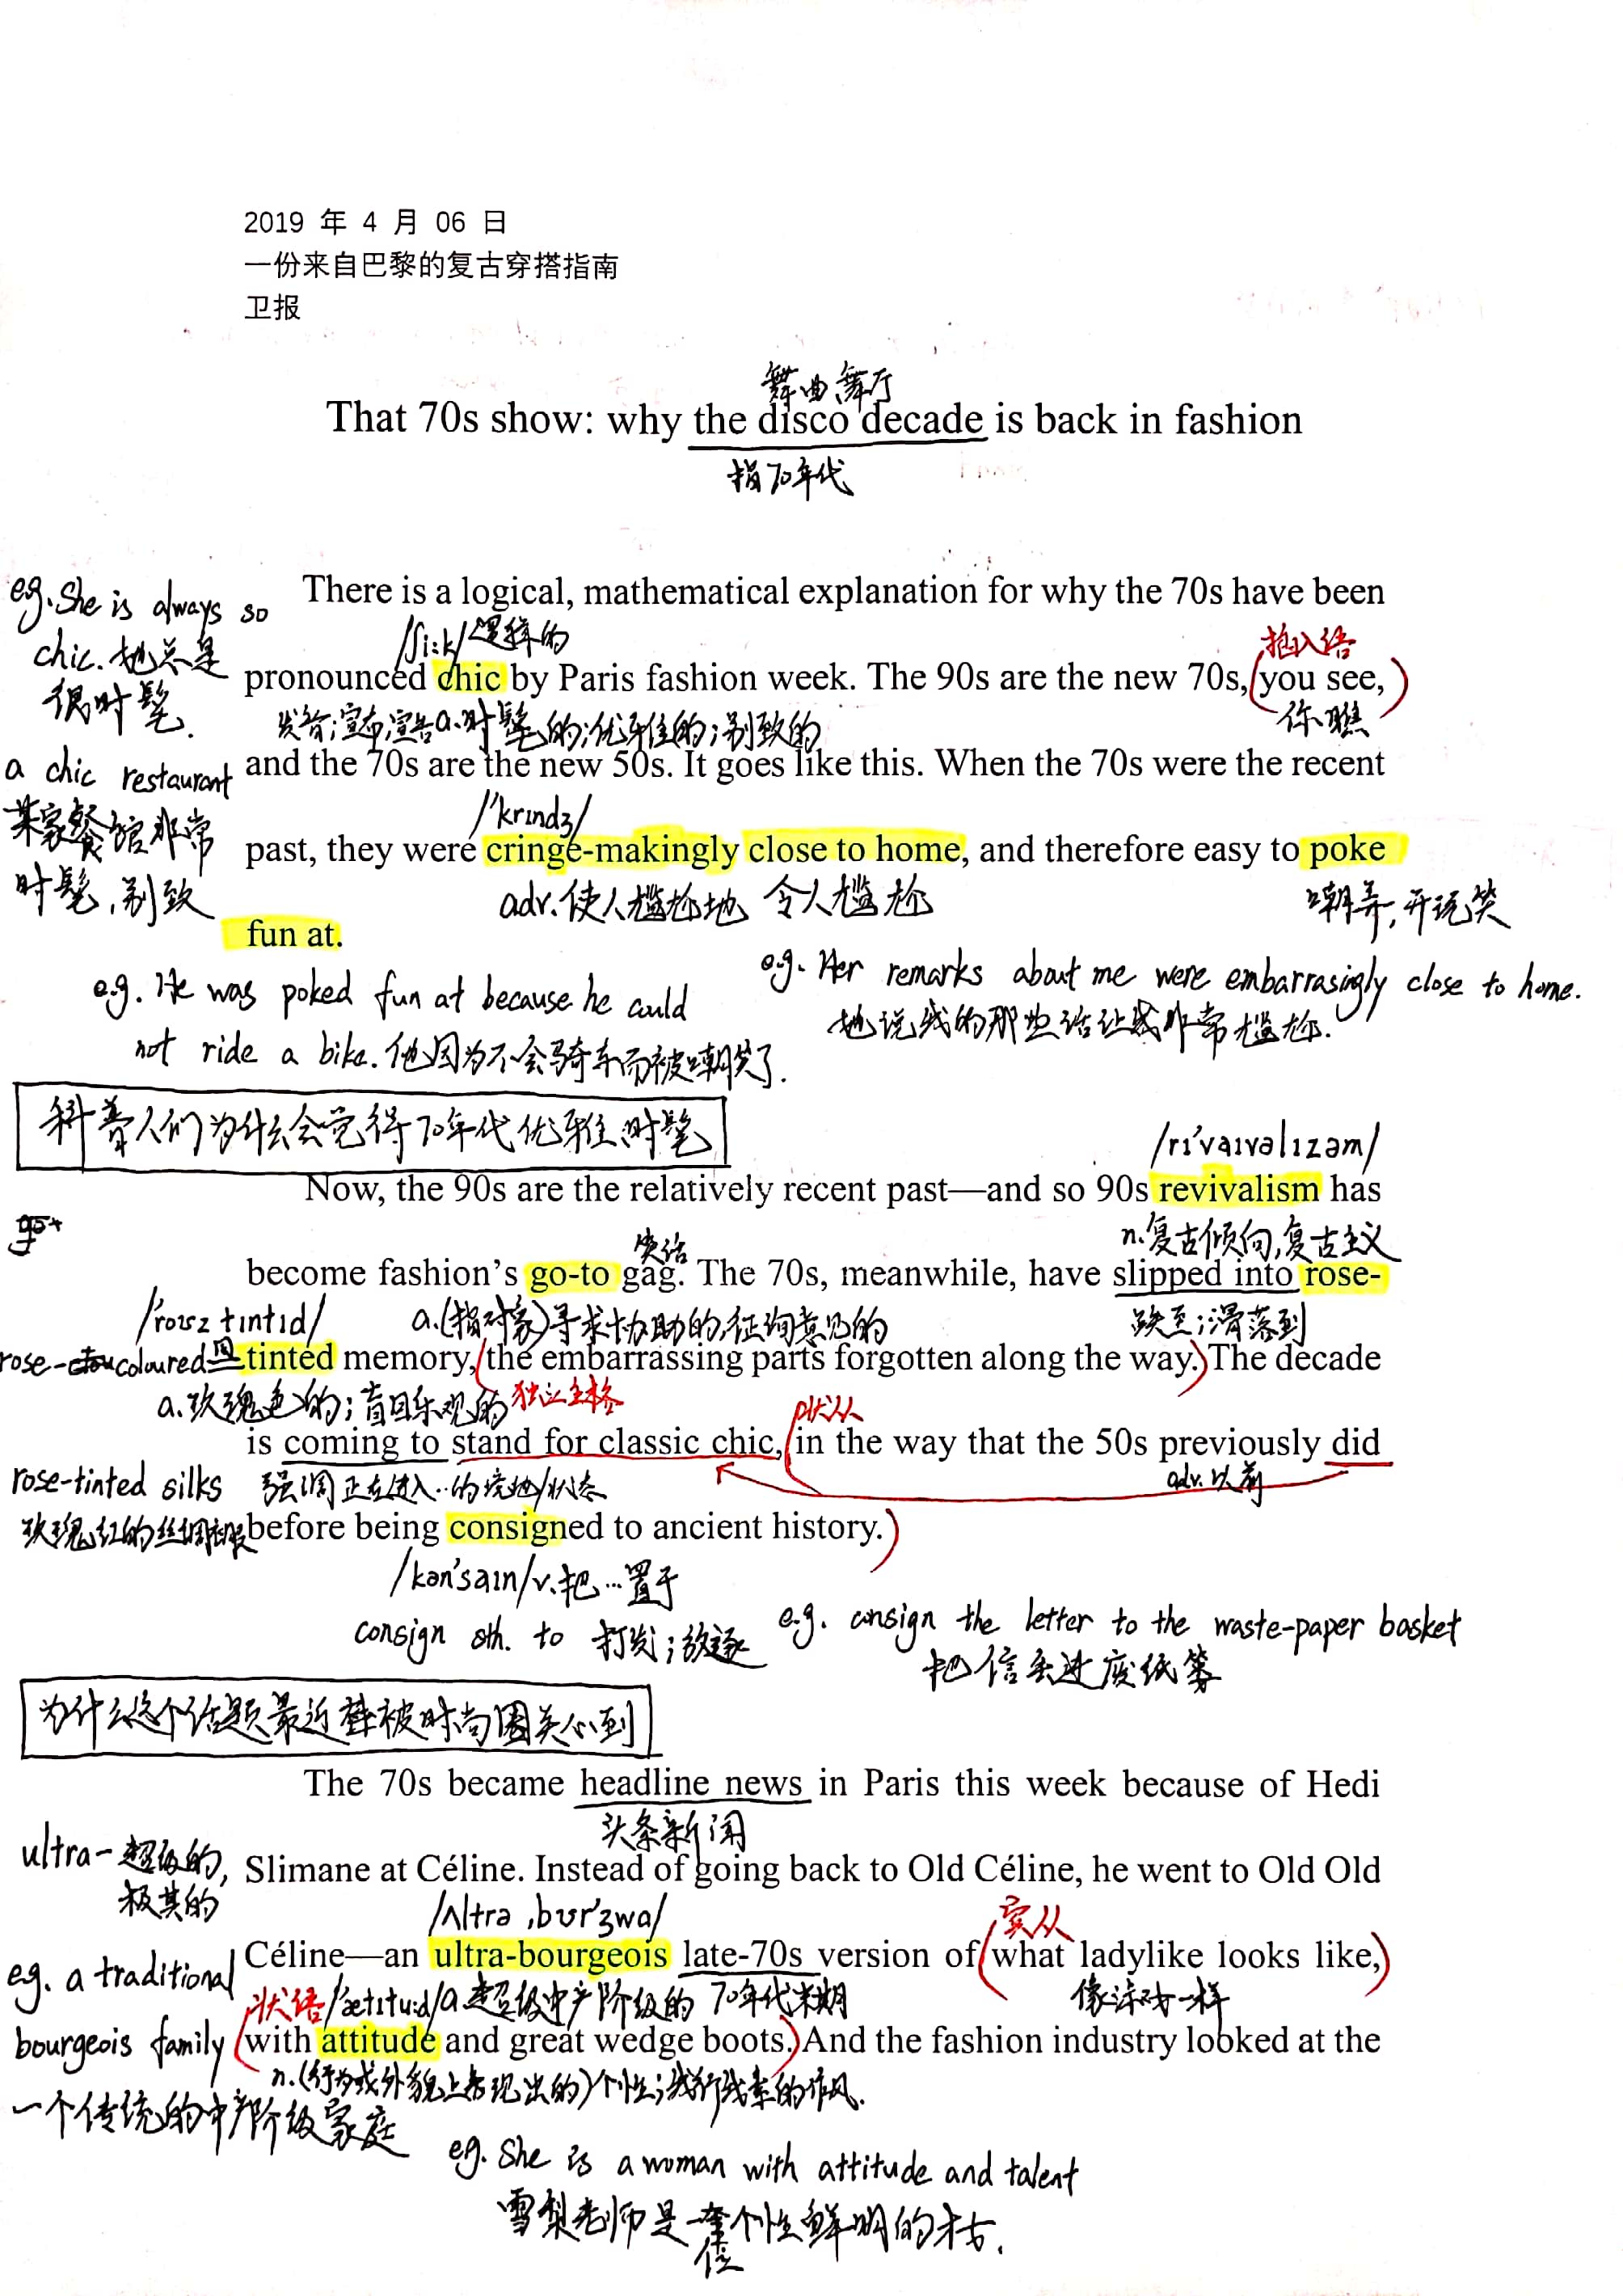 2019 年 4 月 06 日
一份来自巴黎的复古穿搭指南
卫报
舞曲,舞厅
That 70s show: why the disco decade is back in fashion
指70年代
There is a logical, mathematical explanation for why the 70s have been
eg. She is always so
chic. 她总是
很时髦.
/ʃi:k/ 逻辑的
插入语
pronounced chic by Paris fashion week. The 90s are the new 70s, (you see,)
发音;宣布,宣告 a.时髦的;优雅的;别致的
你瞧
a chic restaurant
某家餐馆非常
时髦,别致
and the 70s are the new 50s. It goes like this. When the 70s were the recent
/'krɪndʒ/
past, they were cringe-makingly close to home, and therefore easy to poke
adv.使人尴尬地 令人尴尬
嘲弄,开玩笑
fun at.
e.g. He was poked fun at because he could
not ride a bike. 他因为不会骑车而被嘲笑了.
e.g. Her remarks about me were embarrasingly close to home.
她说我的那些话让我非常尴尬.
科普人们为什么会觉得70年代优雅、时髦
/rɪ'vaɪvəlɪzəm/
Now, the 90s are the relatively recent past—and so 90s revivalism has
n.复古倾向,复古主义
笑话
become fashion's go-to gag. The 70s, meanwhile, have slipped into rose-
a.(指对象)寻求协助的,征询意见的
跌至;滑落到
/'roʊz tɪntɪd/
rose-coloured 同
tinted memory, (the embarrassing parts forgotten along the way.) The decade
a.玫瑰色的;盲目乐观的 独立主格
状从
is coming to stand for classic chic, (in the way that the 50s previously did
强调正在进入…的境地/状态
adv.以前
rose-tinted silks
玫瑰红的丝绸
before being consigned to ancient history.)
/kən'saɪn/ v.把…置于
consign sth. to 打发;放逐
e.g. consign the letter to the waste-paper basket
把信丢进废纸篓
为什么这个话题最近被时尚圈关心到
The 70s became headline news in Paris this week because of Hedi
头条新闻
ultra- 超级的,
极其的
Slimane at Céline. Instead of going back to Old Céline, he went to Old Old
/ʌltrə ˌbʊr'ʒwɑ/
宾从
Céline—an ultra-bourgeois late-70s version of (what ladylike looks like,)
a.超级中产阶级的 70年代末期
e.g. a traditional
bourgeois family
一个传统的中产阶级家庭
状语 /'ætɪtu:d/
(with attitude and great wedge boots.) And the fashion industry looked at the
n.(行为或外貌上表现出的)个性;我行我素的作风.
eg. She is a woman with attitude and talent
雪梨老师是一位个性鲜明的才女.